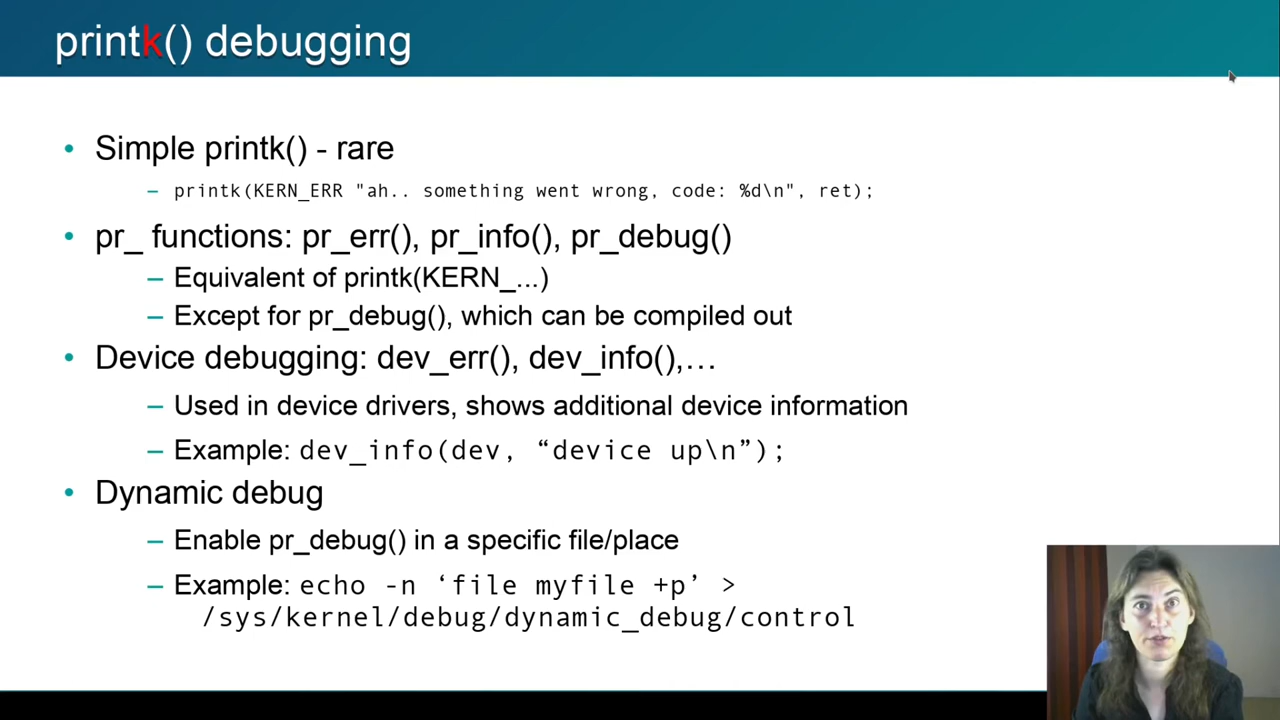 printk() debugging
• Simple printk() - rare
– printk(KERN_ERR "ah.. something went wrong, code: %d\n", ret);
• pr_ functions: pr_err(), pr_info(), pr_debug()
– Equivalent of printk(KERN_...)
– Except for pr_debug(), which can be compiled out
• Device debugging: dev_err(), dev_info(),…
– Used in device drivers, shows additional device information
– Example: dev_info(dev, “device up\n”);
• Dynamic debug
– Enable pr_debug() in a specific file/place
– Example: echo -n ‘file myfile +p’ >
/sys/kernel/debug/dynamic_debug/control